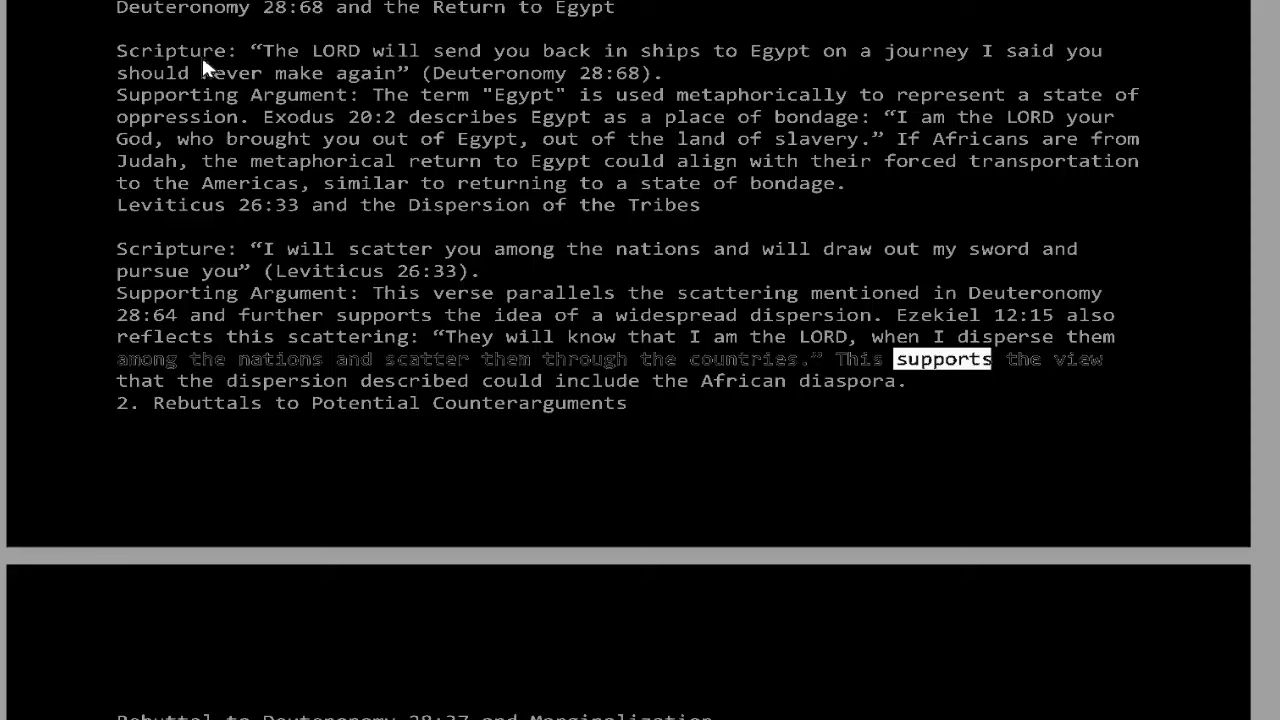 Deuteronomy 28:68 and the Return to Egypt
Scripture: “The LORD will send you back in ships to Egypt on a journey I said you
should never make again” (Deuteronomy 28:68).
Supporting Argument: The term "Egypt" is used metaphorically to represent a state of
oppression. Exodus 20:2 describes Egypt as a place of bondage: “I am the LORD your
God, who brought you out of Egypt, out of the land of slavery.” If Africans are from
Judah, the metaphorical return to Egypt could align with their forced transportation
to the Americas, similar to returning to a state of bondage.
Leviticus 26:33 and the Dispersion of the Tribes
Scripture: “I will scatter you among the nations and will draw out my sword and
pursue you” (Leviticus 26:33).
Supporting Argument: This verse parallels the scattering mentioned in Deuteronomy
28:64 and further supports the idea of a widespread dispersion. Ezekiel 12:15 also
reflects this scattering: “They will know that I am the LORD, when I disperse them
among the nations and scatter them through the countries.” This supports the view
that the dispersion described could include the African diaspora.
2. Rebuttals to Potential Counterarguments
Rebuttal to Deuteronomy 28:37 and Marginalization